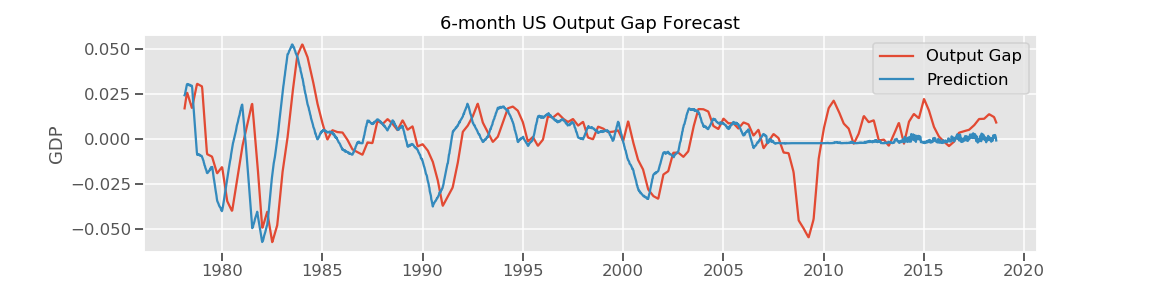 6-month US Output Gap Forecast
Output Gap
Prediction
GDP
0.050
0.025
0.000
−0.025
−0.050
1980 1985 1990 1995 2000 2005 2010 2015 2020